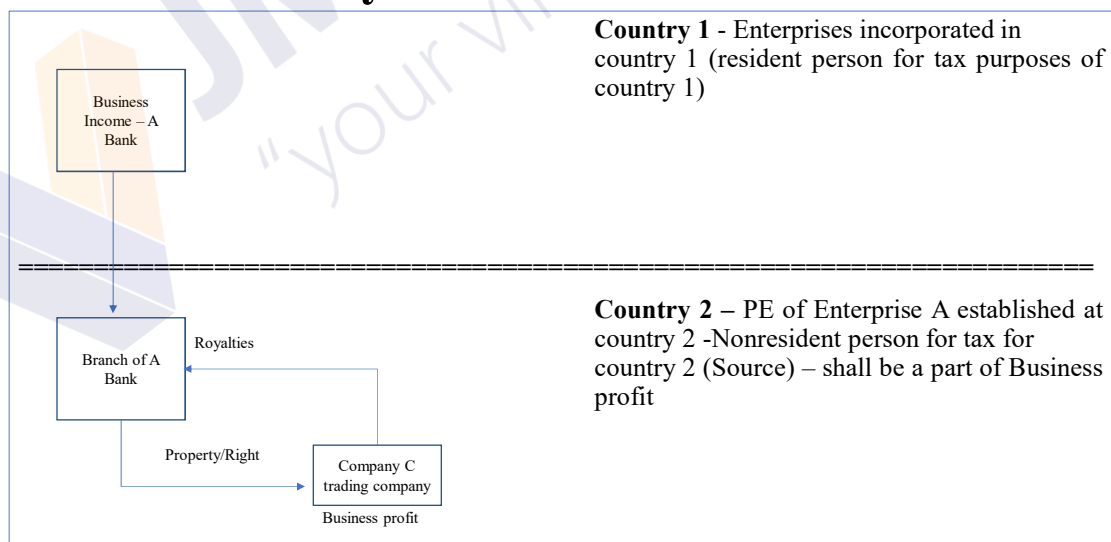 Country 1 - Enterprises incorporated in
country 1 (resident person for tax purposes of
country 1)
Business
Income – A
Bank
"your
================================================================================
Country 2 – PE of Enterprise A established at
country 2 -Nonresident person for tax for
country 2 (Source) – shall be a part of Business
profit
Branch of A
Bank
Royalties
Property/Right
Company C
trading company
Business profit